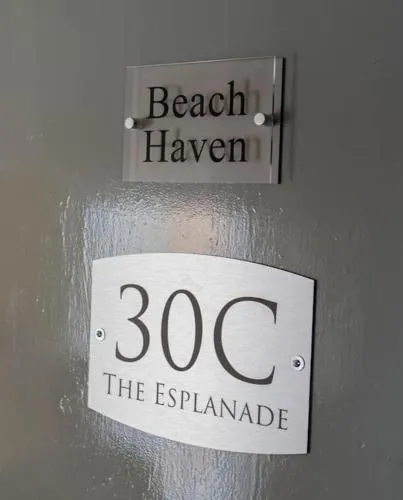 Beach
Haven
30C
THE ESPLANADE